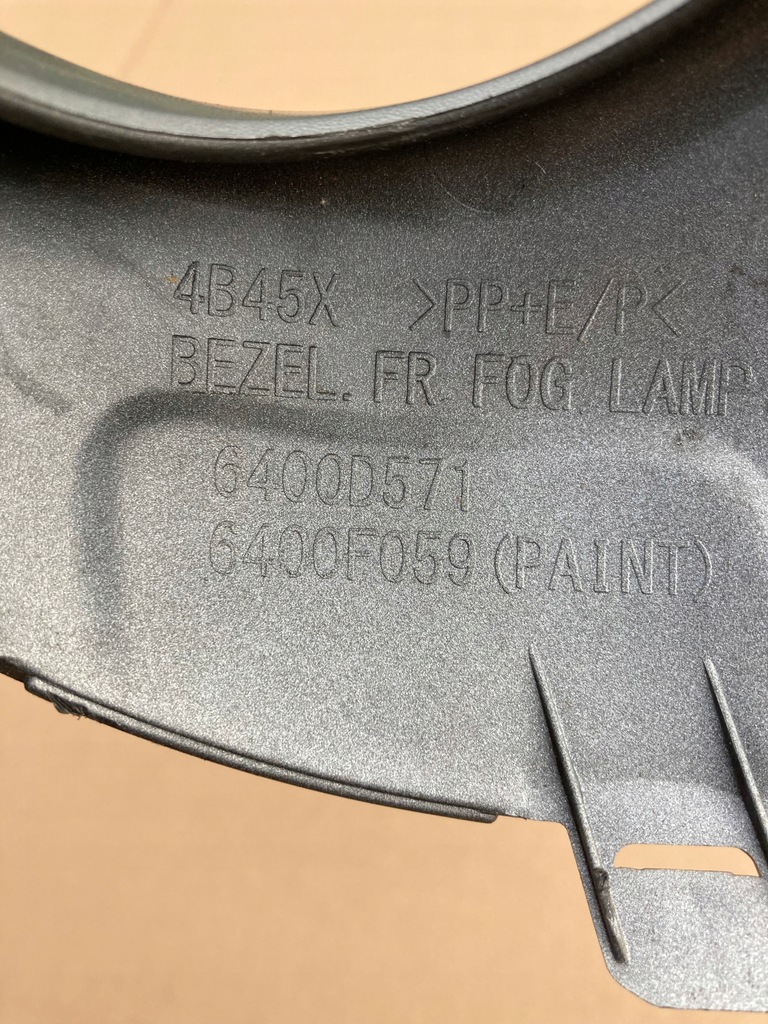 4B45X >PP+E/P<
BEZEL. FR FOG LAMP
6400D571
6400F059(PAINT)